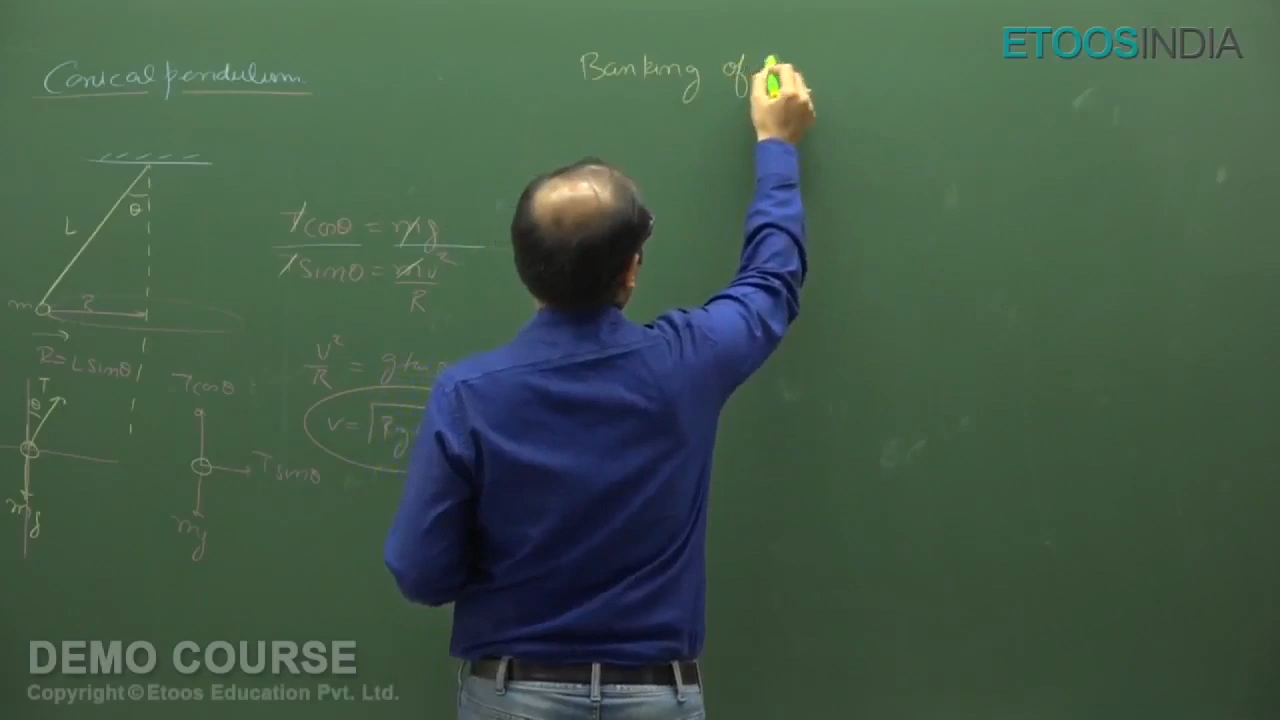 Conical pendulum
Banking of
ETOOSINDIA
θ
L
m
R
R = L sinθ
T cosθ = mg
T sinθ = mv²
R
V²
R
= g tan
v = √Rg
T
θ
mg
T cosθ
T sinθ
mg
DEMO COURSE
Copyright © Etoos Education Pvt. Ltd.